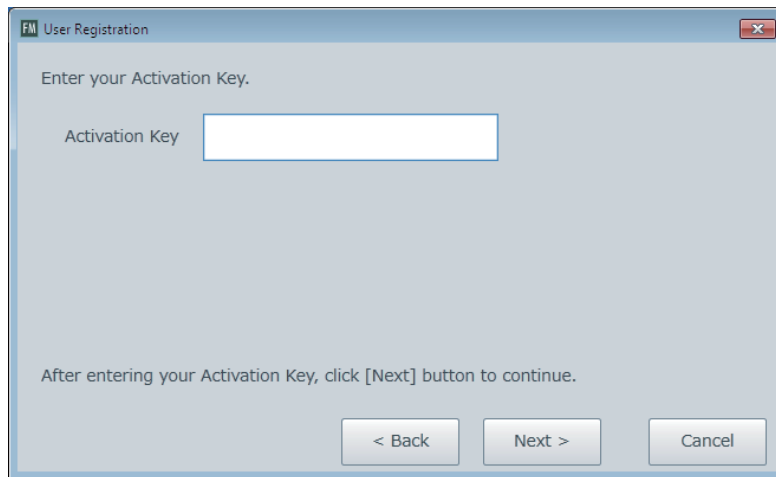 FM User Registration
Enter your Activation Key.
Activation Key
After entering your Activation Key, click [Next] button to continue.
< Back Next > Cancel